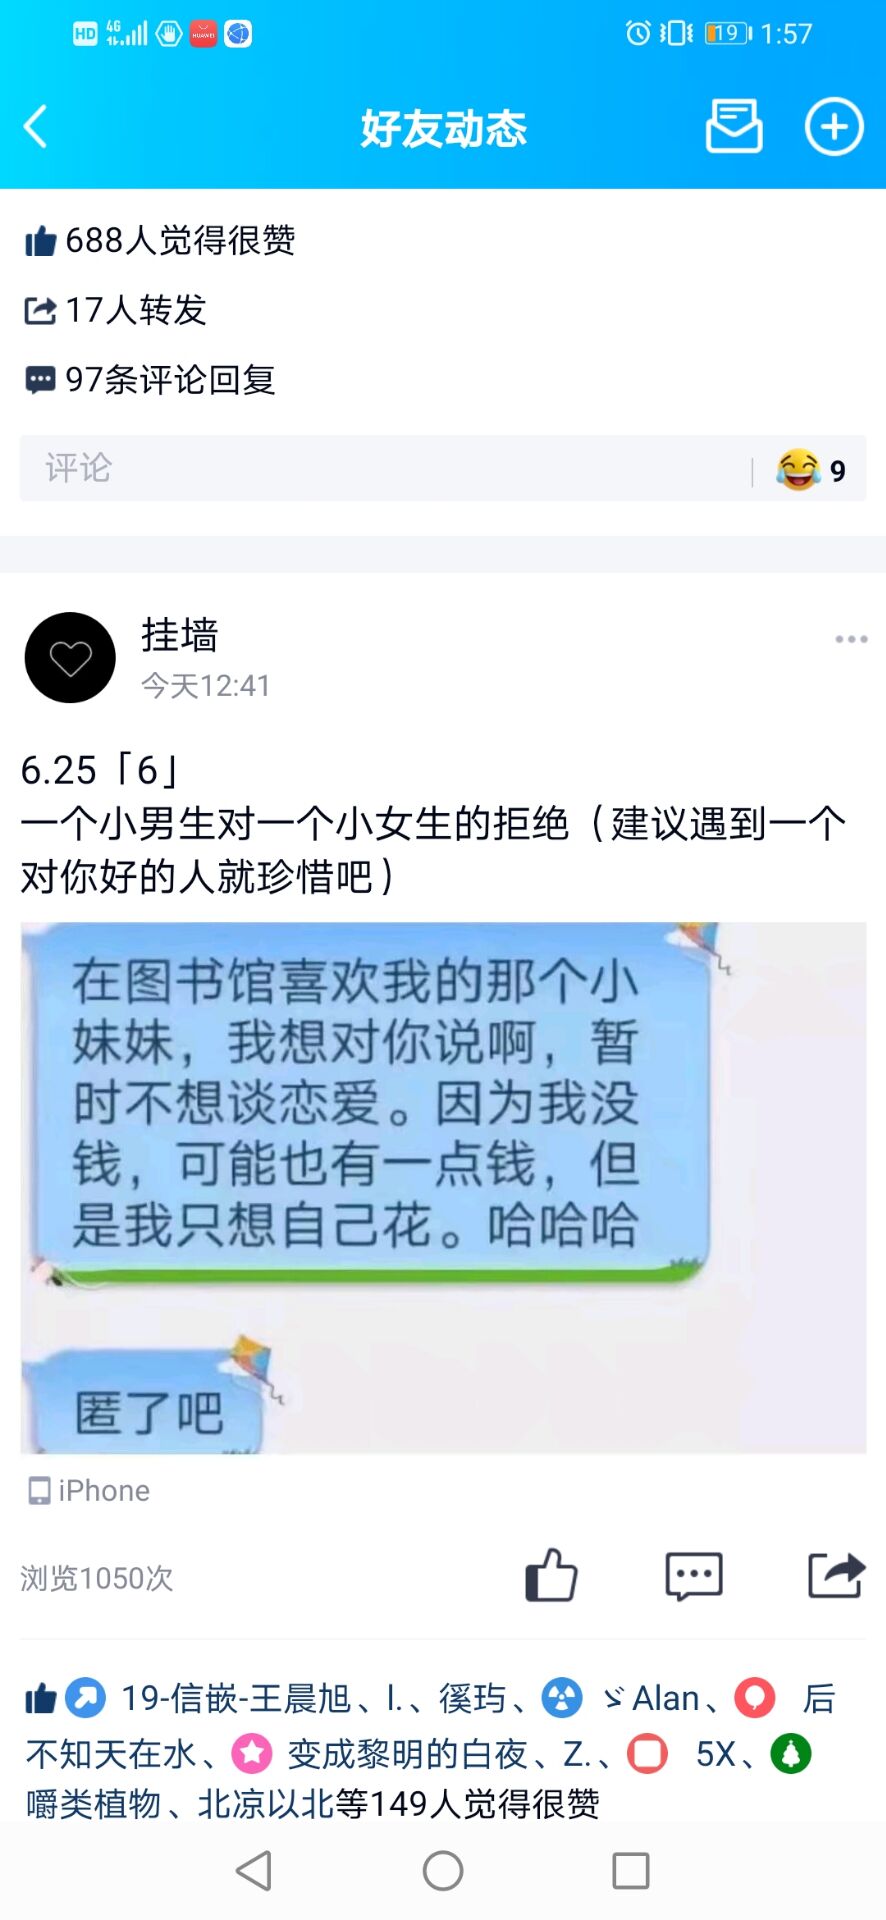 HD 4G HUAWEI 19 1:57
好友动态
688人觉得很赞
17人转发
97条评论回复
评论 9
挂墙
今天12:41
6.25「6」
一个小男生对一个小女生的拒绝（建议遇到一个
对你好的人就珍惜吧）
在图书馆喜欢我的那个小
妹妹，我想对你说啊，暂
时不想谈恋爱。因为我没
钱，可能也有一点钱，但
是我只想自己花。哈哈哈
匿了吧
iPhone
浏览1050次
19-信嵌-王晨旭、l.、徯玙、 ゞAlan、 后
不知天在水、 变成黎明的白夜、Z.、 5X、
嚼类植物、北凉以北等149人觉得很赞